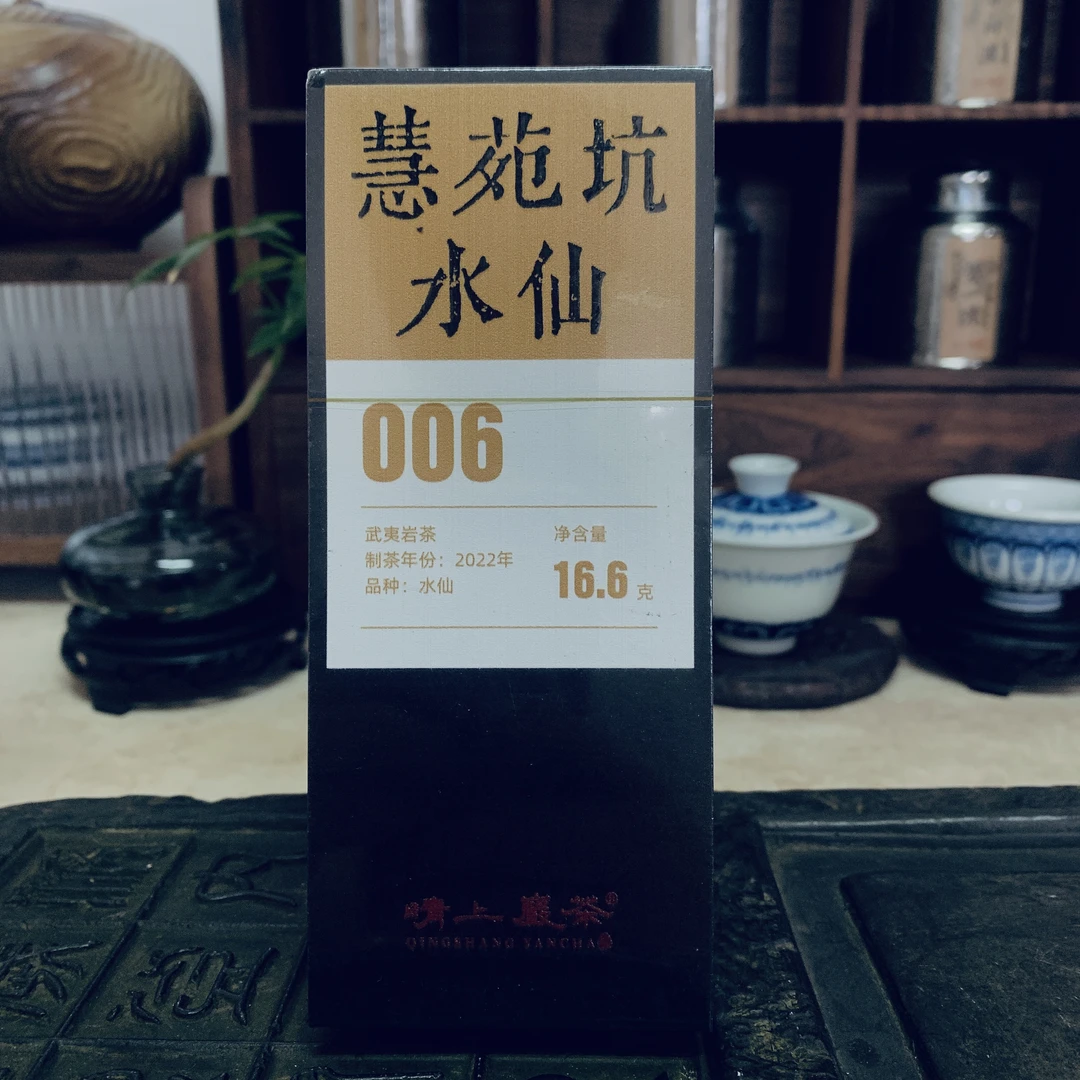 慧苑坑
水仙
006
武夷岩茶
制茶年份：2022年
品种：水仙
净含量
16.6 克
晴上巖茶®
QINGSHANG YANCHA